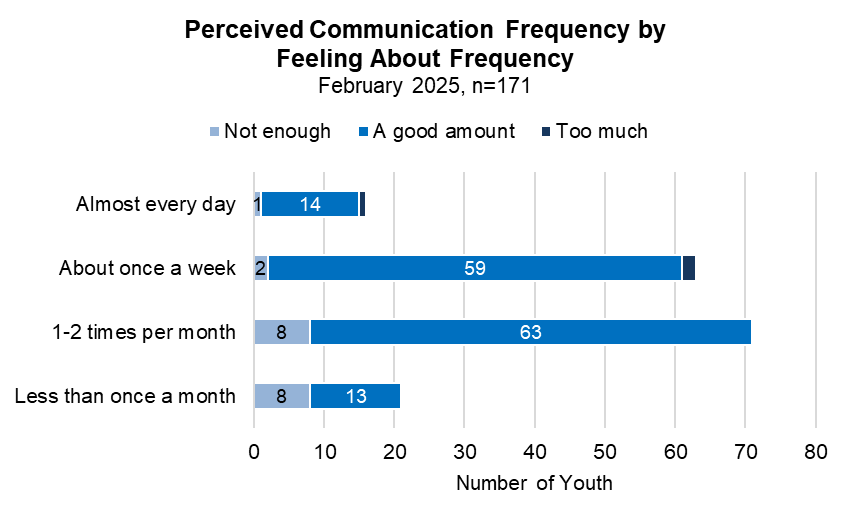 Perceived Communication Frequency by
Feeling About Frequency
February 2025, n=171
Not enough A good amount Too much
Almost every day 1 14
About once a week 2 59
1-2 times per month 8 63
Less than once a month 8 13
0 10 20 30 40 50 60 70 80
Number of Youth